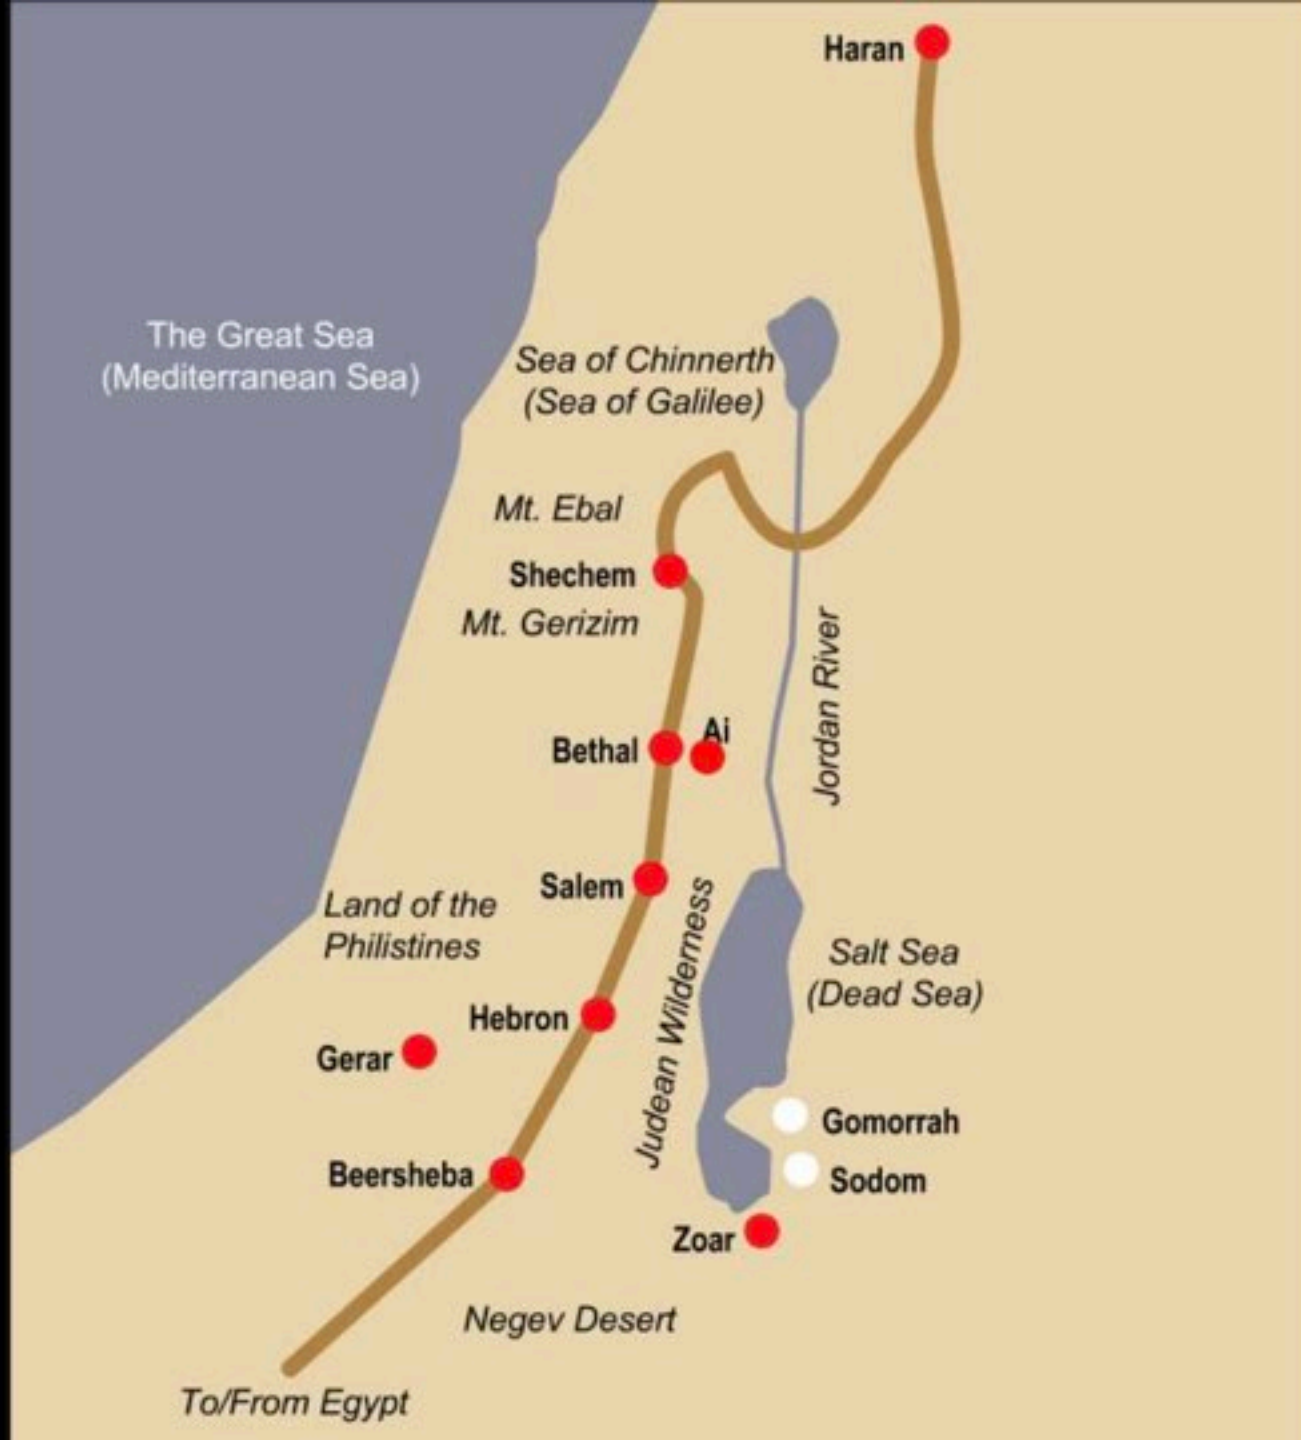 Haran
The Great Sea
(Mediterranean Sea)
Sea of Chinnerth
(Sea of Galilee)
Mt. Ebal
Shechem
Mt. Gerizim
Jordan River
Ai
Bethal
Salem
Land of the
Philistines
Judean Wilderness
Salt Sea
(Dead Sea)
Hebron
Gerar
Gomorrah
Beersheba
Sodom
Zoar
Negev Desert
To/From Egypt